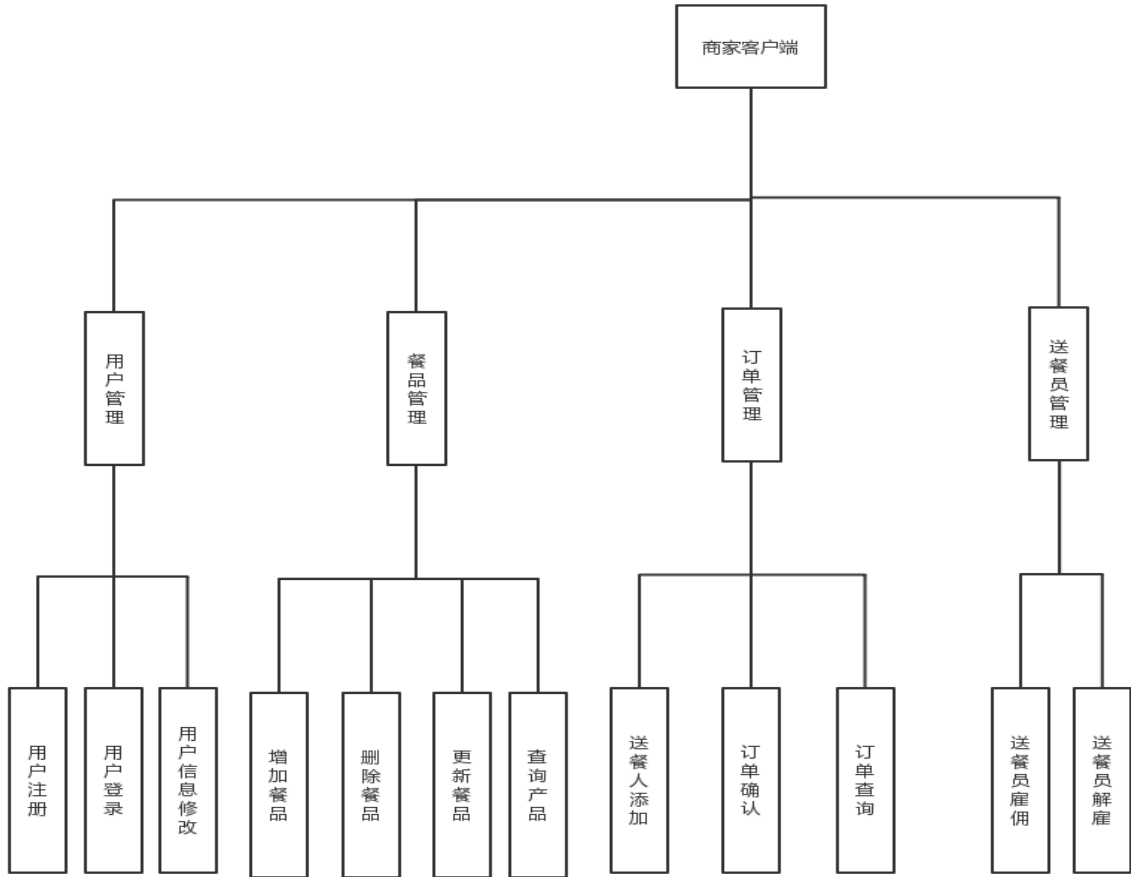 商家客户端
用户管理
餐品管理
订单管理
送餐员管理
用户注册
用户登录
用户信息修改
增加餐品
删除餐品
更新餐品
查询产品
送餐人添加
订单确认
订单查询
送餐员雇佣
送餐员解雇